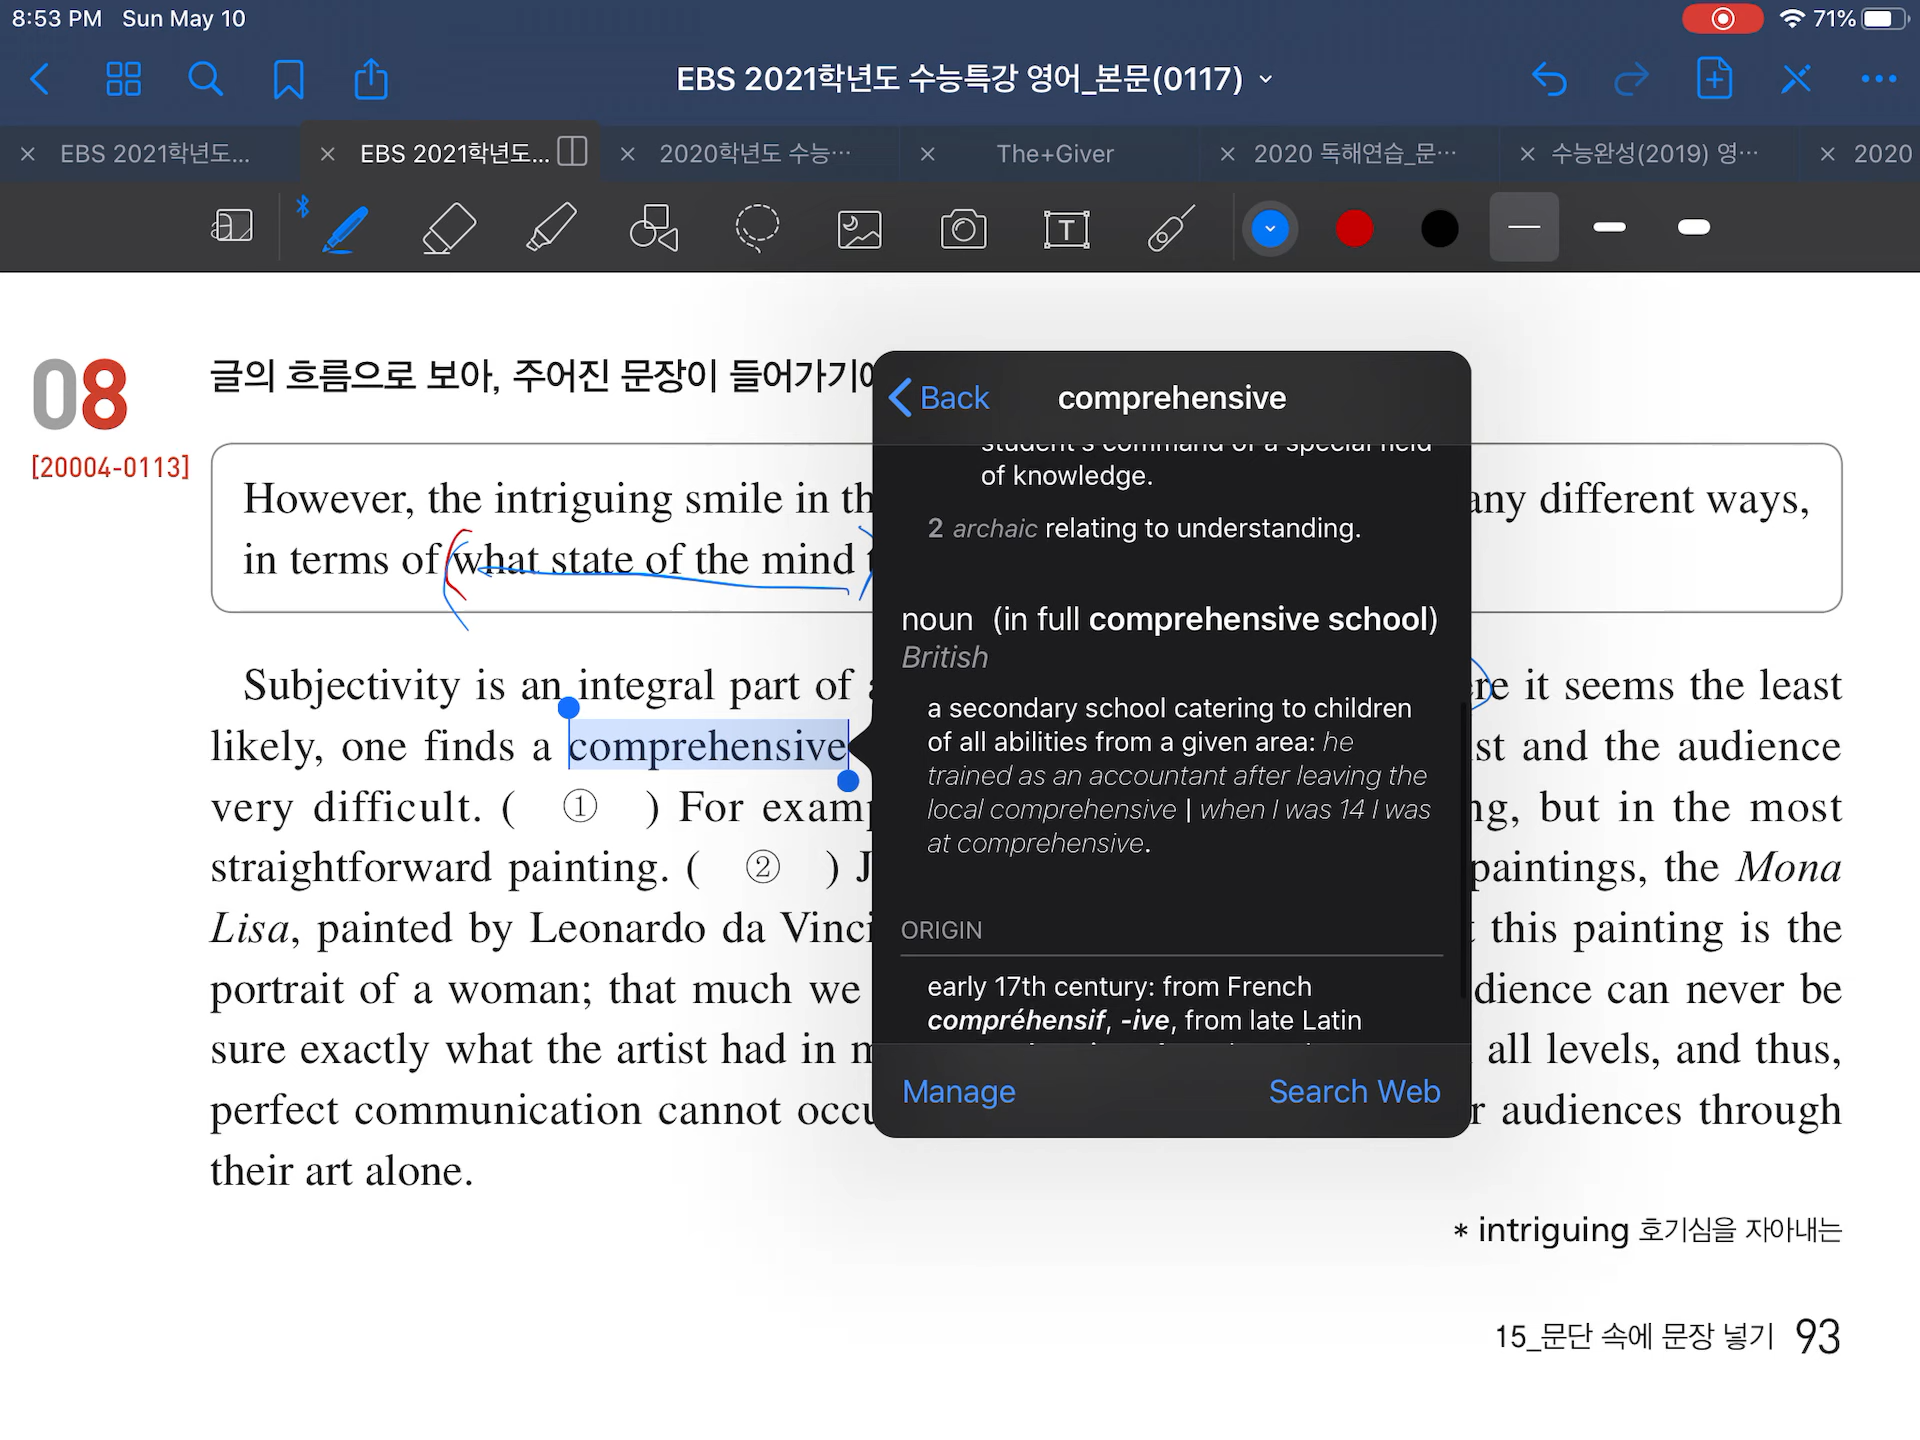 8:53 PM Sun May 10
71%
EBS 2021학년도 수능특강 영어_본문(0117)
EBS 2021학년도...
EBS 2021학년도...
2020학년도 수능…
The+Giver
2020 독해연습_문…
수능완성(2019) 영…
2020
T
08
[20004-0113]
글의 흐름으로 보아, 주어진 문장이 들어가기에
However, the intriguing smile in th any different ways,
in terms of what state of the mind
Subjectivity is an integral part of re it seems the least
likely, one finds a comprehensive st and the audience
very difficult. ( ① ) For examp ng, but in the most
straightforward painting. ( ② ) J paintings, the Mona
Lisa, painted by Leonardo da Vinci t this painting is the
portrait of a woman; that much we dience can never be
sure exactly what the artist had in m all levels, and thus,
perfect communication cannot occu r audiences through
their art alone.
* intriguing 호기심을 자아내는
15_문단 속에 문장 넣기 93
Back comprehensive
student's command of a special field
of knowledge.
2 archaic relating to understanding.
noun (in full comprehensive school)
British
a secondary school catering to children
of all abilities from a given area: he
trained as an accountant after leaving the
local comprehensive | when I was 14 I was
at comprehensive.
ORIGIN
early 17th century: from French
compréhensif, -ive, from late Latin
Manage Search Web